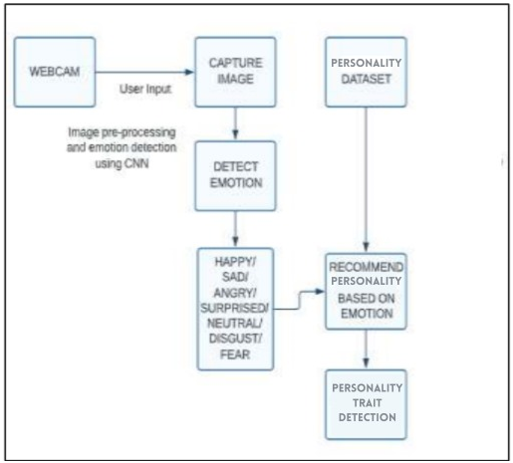 WEBCAM
User Input
CAPTURE
IMAGE
PERSONALITY
DATASET
Image pre-processing
and emotion detection
using CNN
DETECT
EMOTION
HAPPY/
SAD/
ANGRY/
SURPRISED/
NEUTRAL/
DISGUST/
FEAR
RECOMMEND
PERSONALITY
BASED ON
EMOTION
PERSONALITY
TRAIT
DETECTION